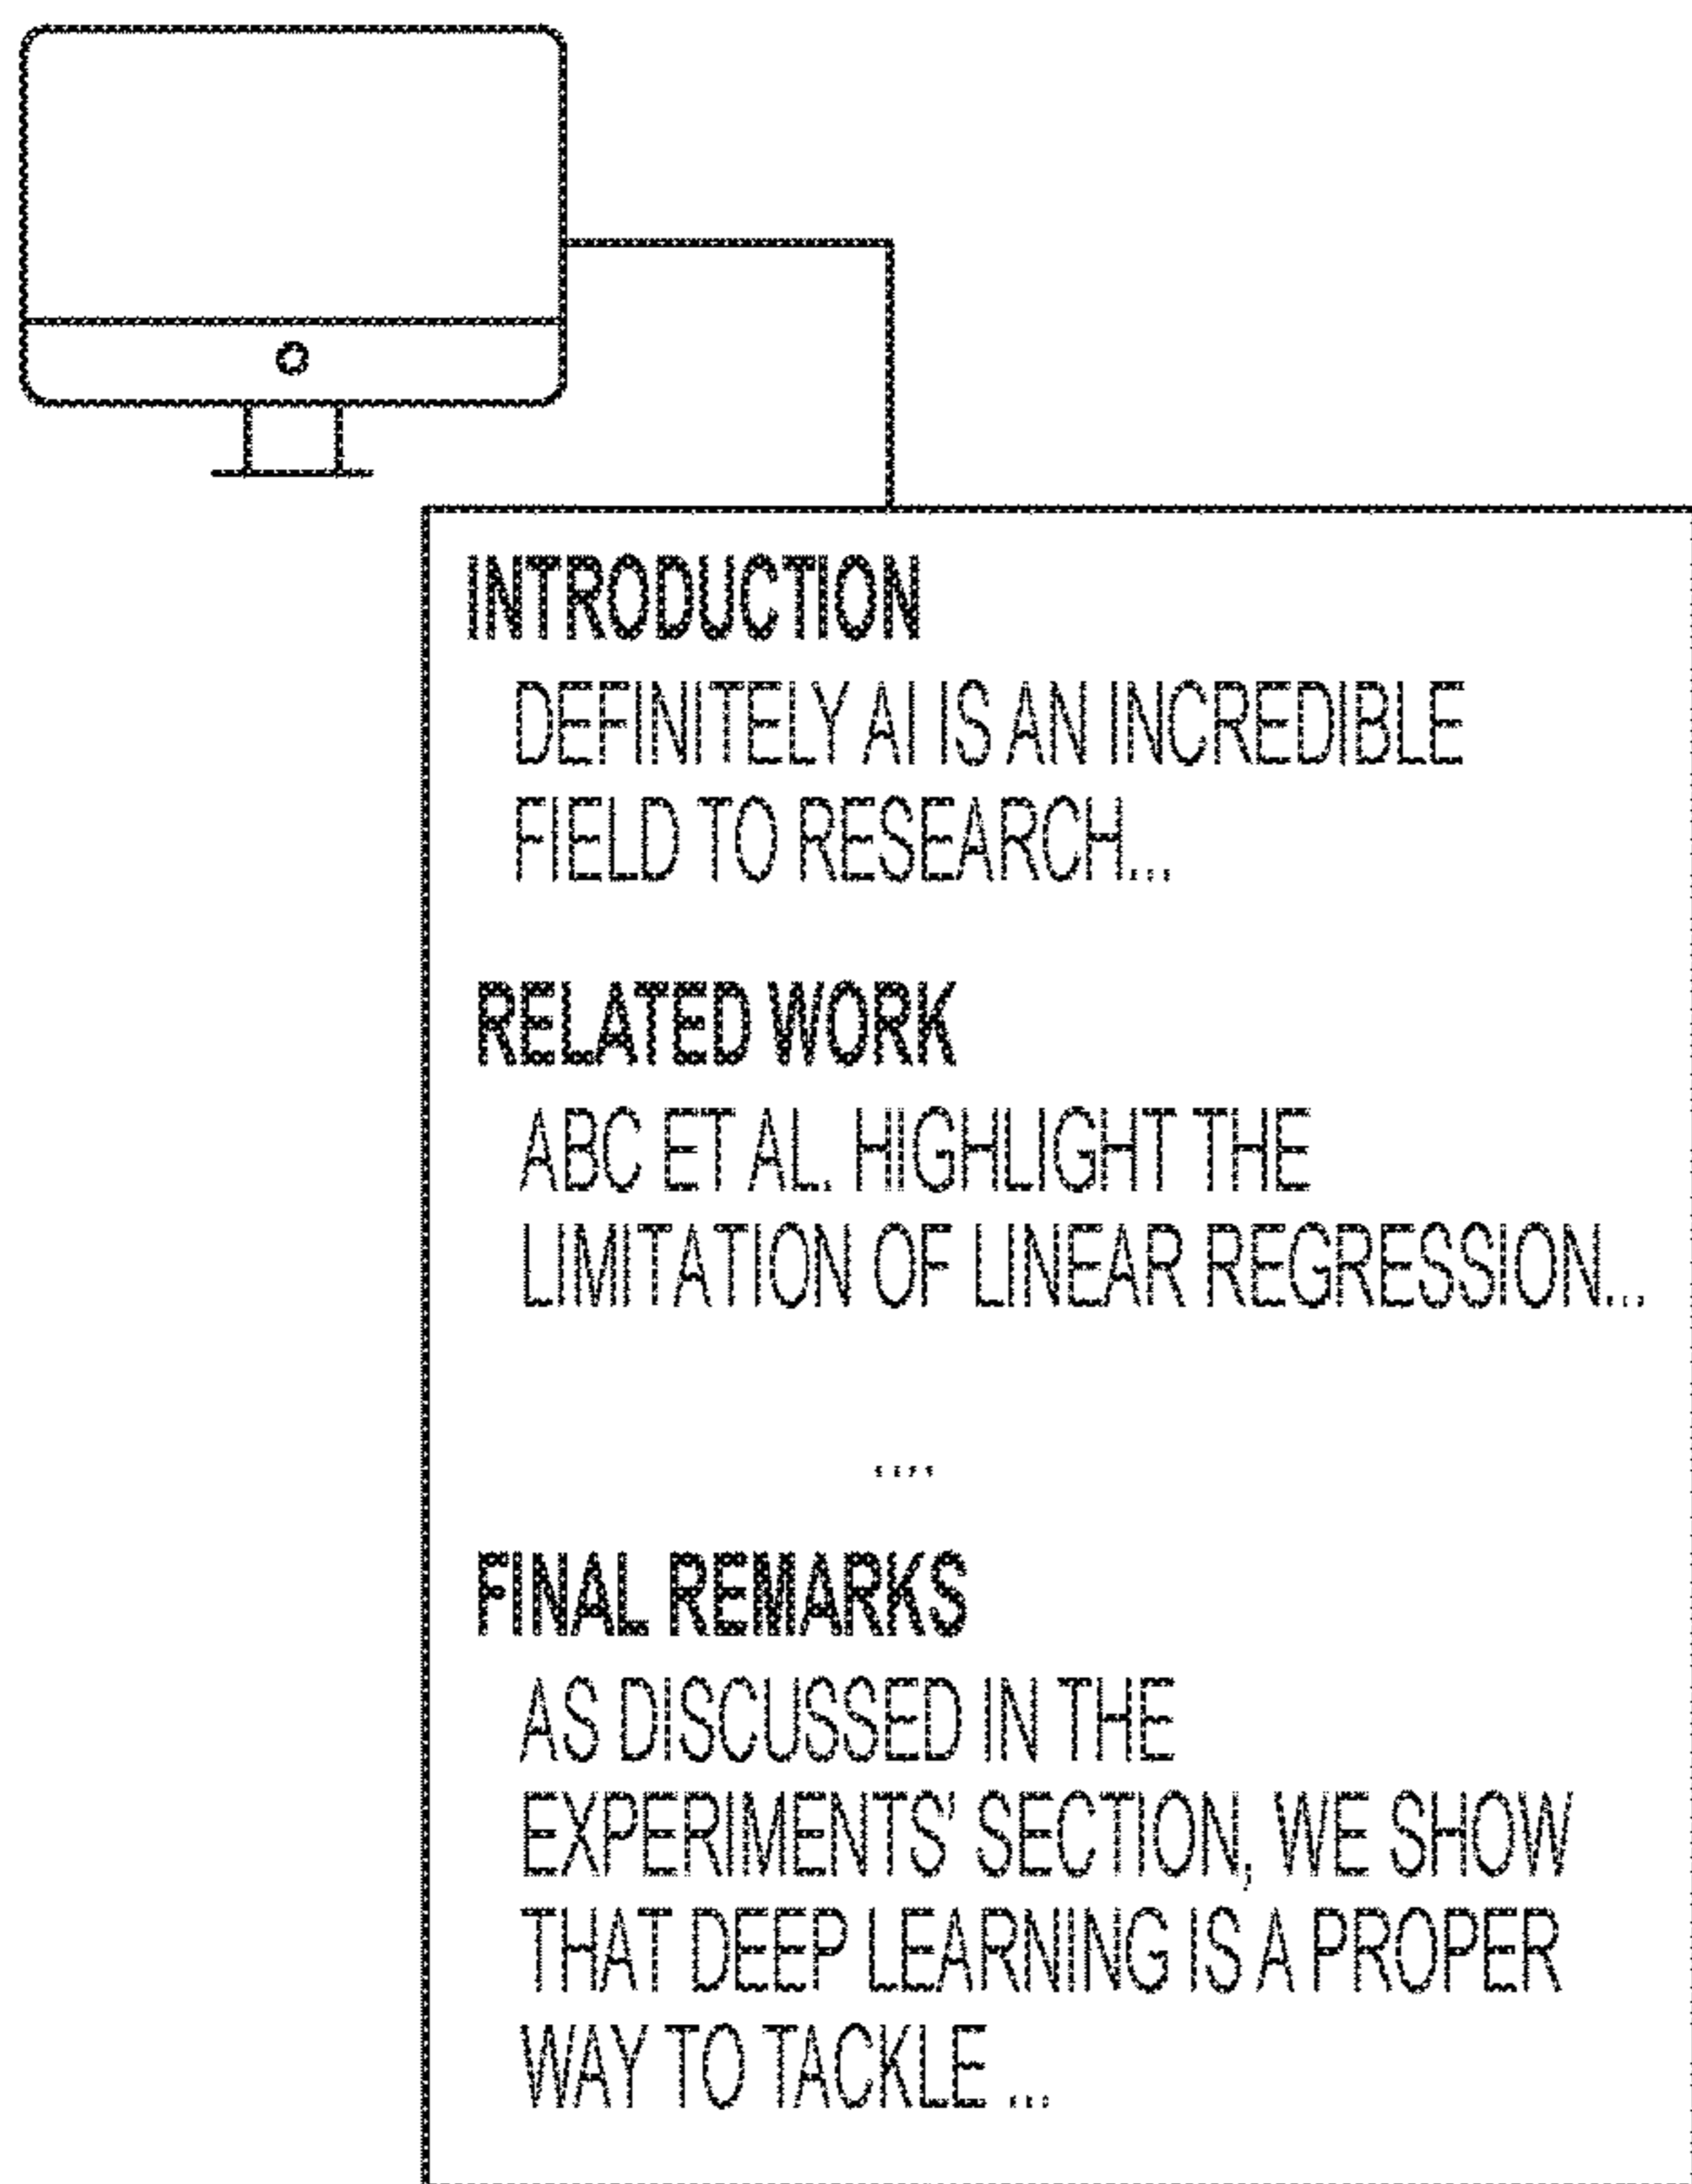 INTRODUCTION
DEFINITELY AI IS AN INCREDIBLE
FIELD TO RESEARCH...
RELATED WORK
ABC ET AL. HIGHLIGHT THE
LIMITATION OF LINEAR REGRESSION...
....
FINAL REMARKS
AS DISCUSSED IN THE
EXPERIMENTS' SECTION, WE SHOW
THAT DEEP LEARNING IS A PROPER
WAY TO TACKLE ...